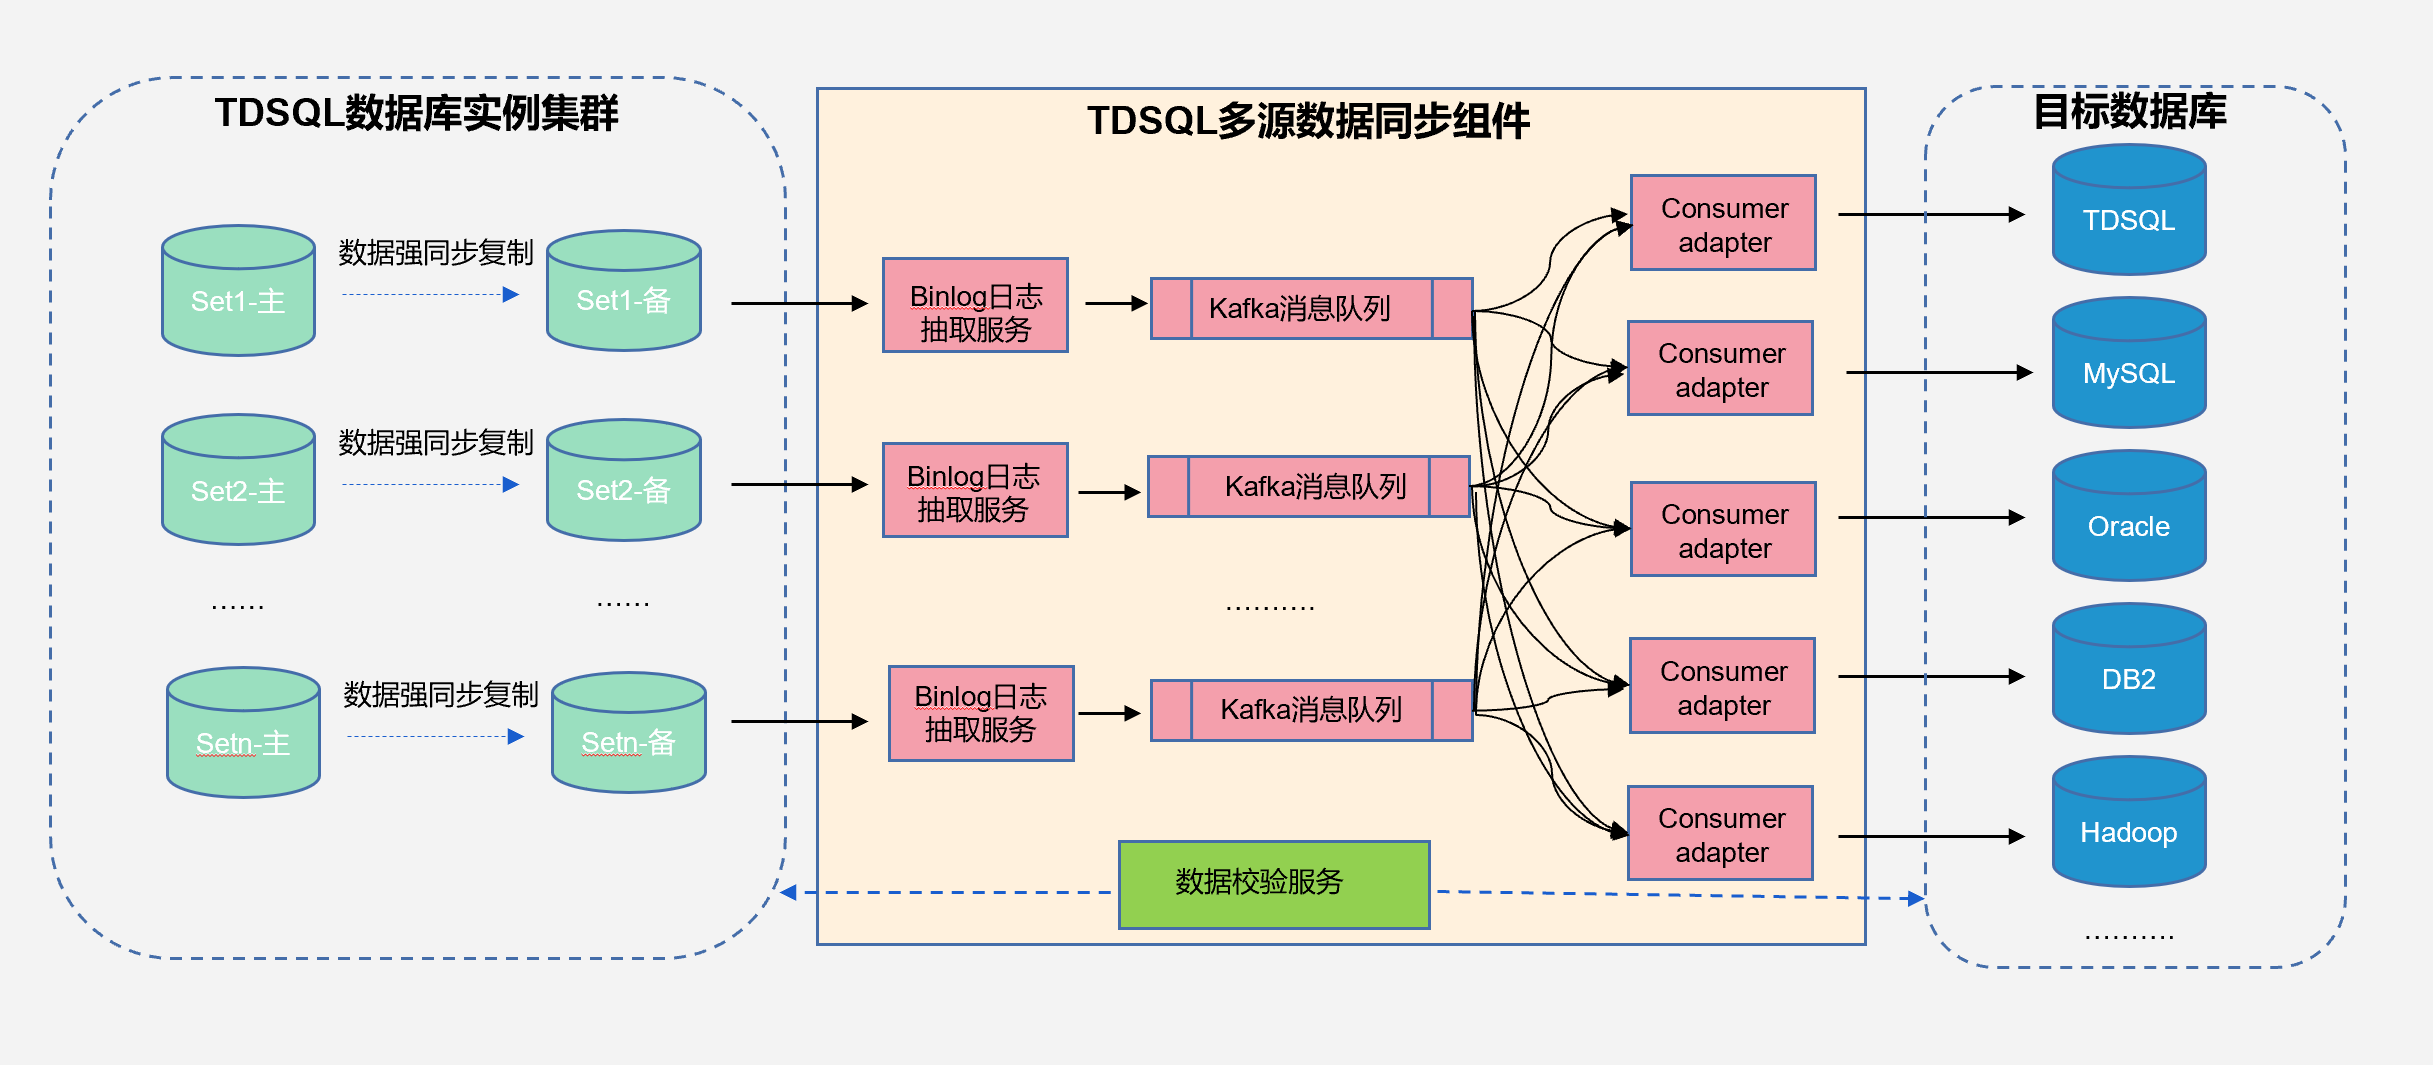 TDSQL数据库实例集群
数据强同步复制
Set1-主
Set1-备
数据强同步复制
Set2-主
Set2-备
......
......
数据强同步复制
Setn-主
Setn-备
TDSQL多源数据同步组件
Binlog日志
抽取服务
Kafka消息队列
Binlog日志
抽取服务
Kafka消息队列
..........
Binlog日志
抽取服务
Kafka消息队列
Consumer
adapter
Consumer
adapter
Consumer
adapter
Consumer
adapter
Consumer
adapter
数据校验服务
目标数据库
TDSQL
MySQL
Oracle
DB2
Hadoop
..........